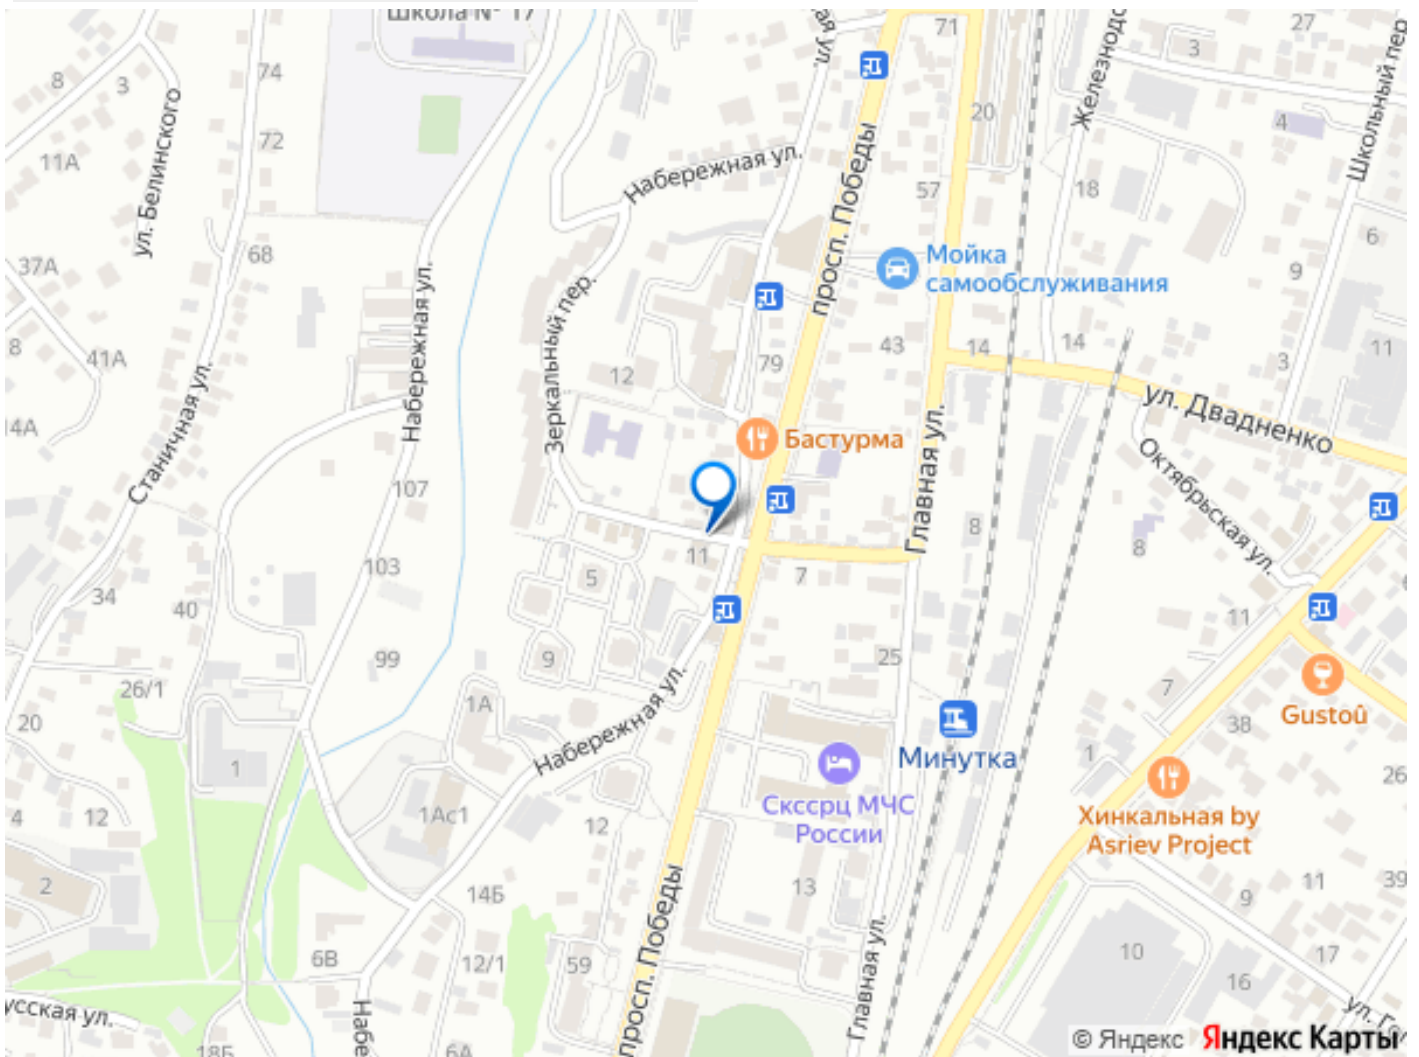 Школа № 17
71
27
3
74
8
3
ул. Белинского
72
11А
20
Железнодо
4
Школьный пер.
Набережная ул.
просп. Победы
57
18
6
68
37А
Мойка
самообслуживания
9
Набережная ул.
Зеркальный пер.
8
41А
79
43
14
14
3
11
12
ул. Двадненко
Станичная ул.
Бастурма
Главная ул.
Октябрьская ул.
107
8
8
11
103
5
7
34
40
11
99
9
25
26/1
7
Gustoû
20
1А
38
Набережная ул.
Минутка
1
1
26
Скссрц МЧС
России
Хинкальная by
Asriev Project
4
12
1Ас1
12
2
14Б
13
11
39
9
6В
12/1
59
10
17
16
просп. Победы
Главная ул.
Набе
усская ул.
18Б
6А
© Яндекс Яндекс Карты